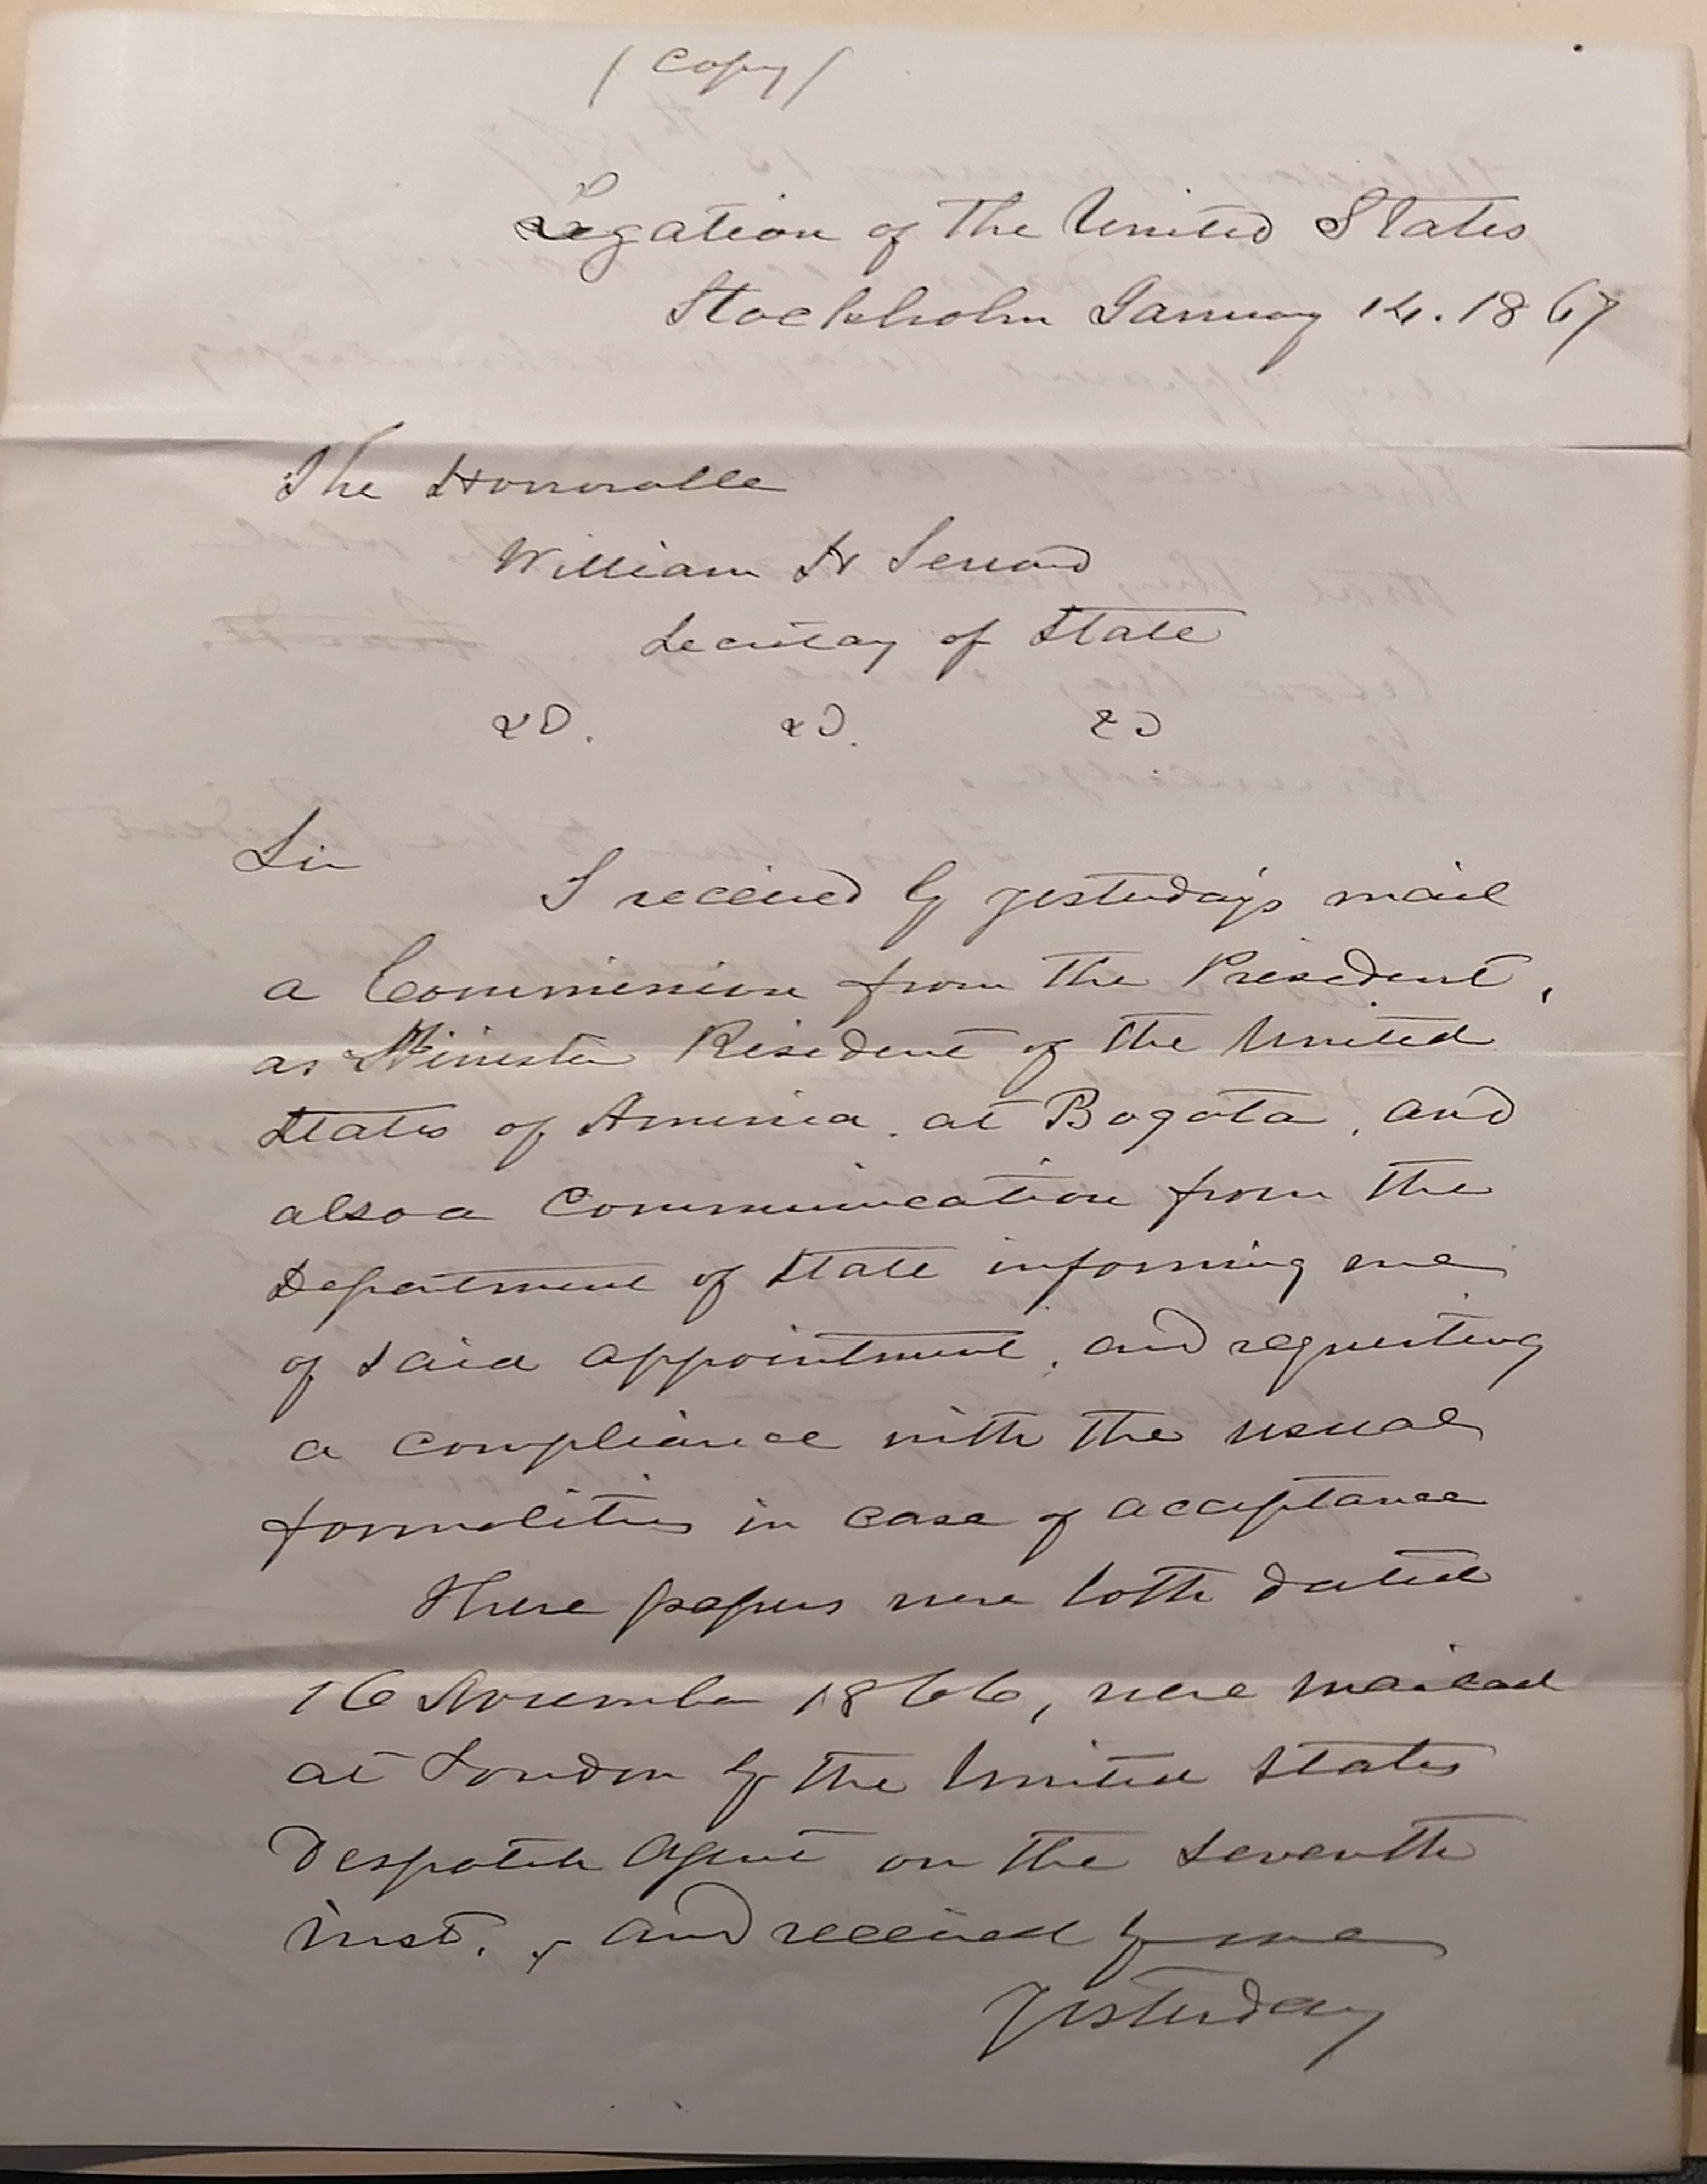 / Copy /
Legation of the United States
Stockholm January 14. 1867
The Honorable
William H Seward
Secretary of State
&c. &c. &c
Sir
I received by yesterday's mail
a Commission from the President,
as Minister Resident of the United
States of America, at Bogota, and
also a Communication from the
Department of State informing me
of said appointment, and requesting
a compliance with the usual
formalities in case of acceptance
These papers were both dated
16 November 1866, were mailed
at London by the United States
Despatch Agent on the seventh
inst., and received by me
yesterday